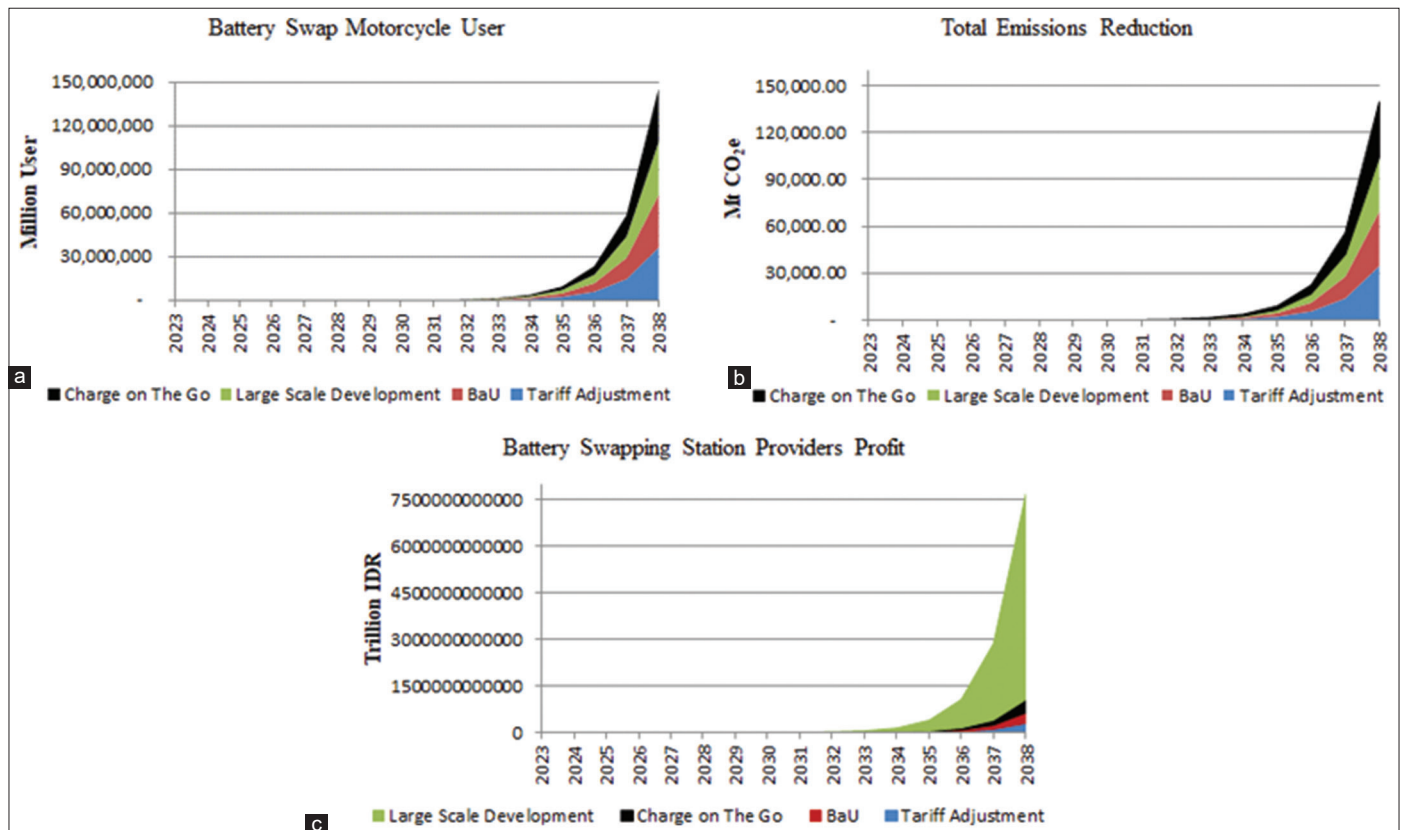 Battery Swap Motorcycle User
150,000,000
120,000,000
90,000,000
60,000,000
30,000,000
-
Million User
2023 2024 2025 2026 2027 2028 2029 2030 2031 2032 2033 2034 2035 2036 2037 2038
a
Charge on The Go Large Scale Development BaU Tariff Adjustment
Total Emissions Reduction
150,000.00
120,000.00
90,000.00
60,000.00
30,000.00
-
Mt CO₂e
2023 2024 2025 2026 2027 2028 2029 2030 2031 2032 2033 2034 2035 2036 2037 2038
b
Charge on The Go Large Scale Development BaU Tariff Adjustment
Battery Swapping Station Providers Profit
7500000000000
6000000000000
4500000000000
3000000000000
1500000000000
0
Trillion IDR
2023 2024 2025 2026 2027 2028 2029 2030 2031 2032 2033 2034 2035 2036 2037 2038
c
Large Scale Development Charge on The Go BaU Tariff Adjustment